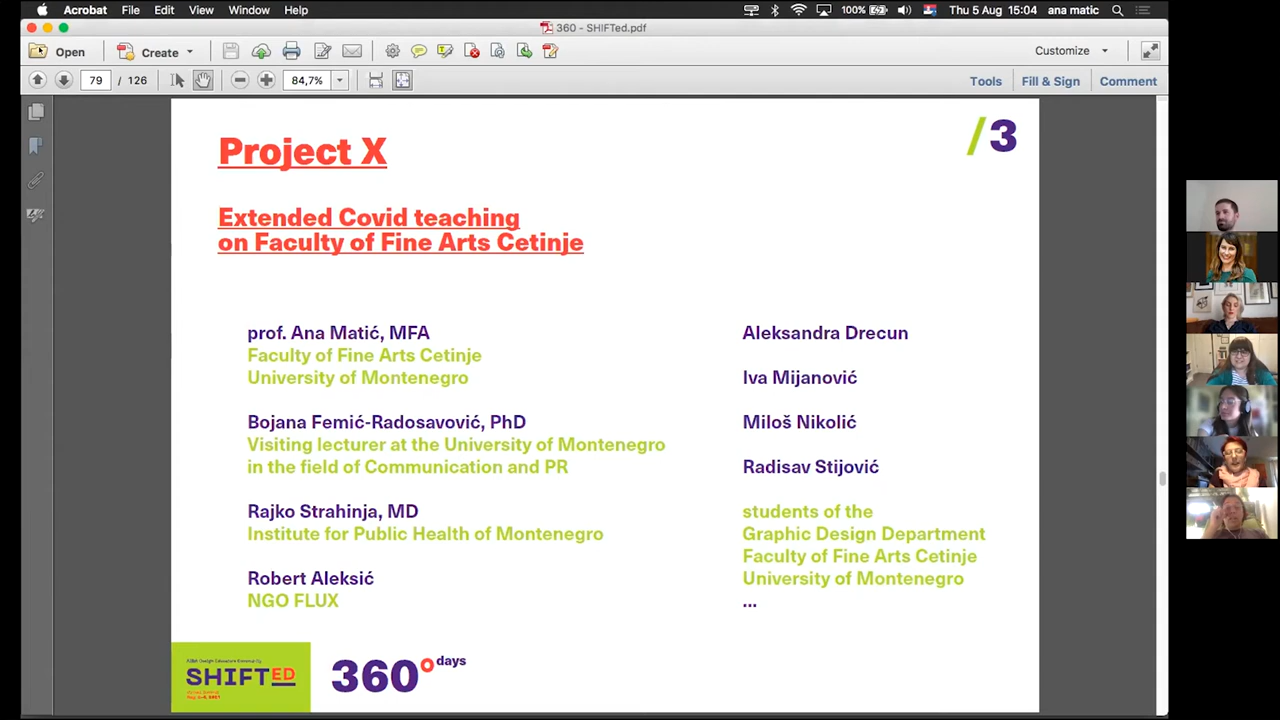 Acrobat File Edit View Window Help
100% Thu 5 Aug 15:04 ana matic
360 - SHIFTed.pdf
Open Create Customize
79 / 126 84,7% Tools Fill & Sign Comment
/3
Project X
Extended Covid teaching
on Faculty of Fine Arts Cetinje
prof. Ana Matić, MFA
Faculty of Fine Arts Cetinje
University of Montenegro
Bojana Femić-Radosavović, PhD
Visiting lecturer at the University of Montenegro
in the field of Communication and PR
Rajko Strahinja, MD
Institute for Public Health of Montenegro
Robert Aleksić
NGO FLUX
Aleksandra Drecun
Iva Mijanović
Miloš Nikolić
Radisav Stijović
students of the
Graphic Design Department
Faculty of Fine Arts Cetinje
University of Montenegro
...
SHIFTED
360° days